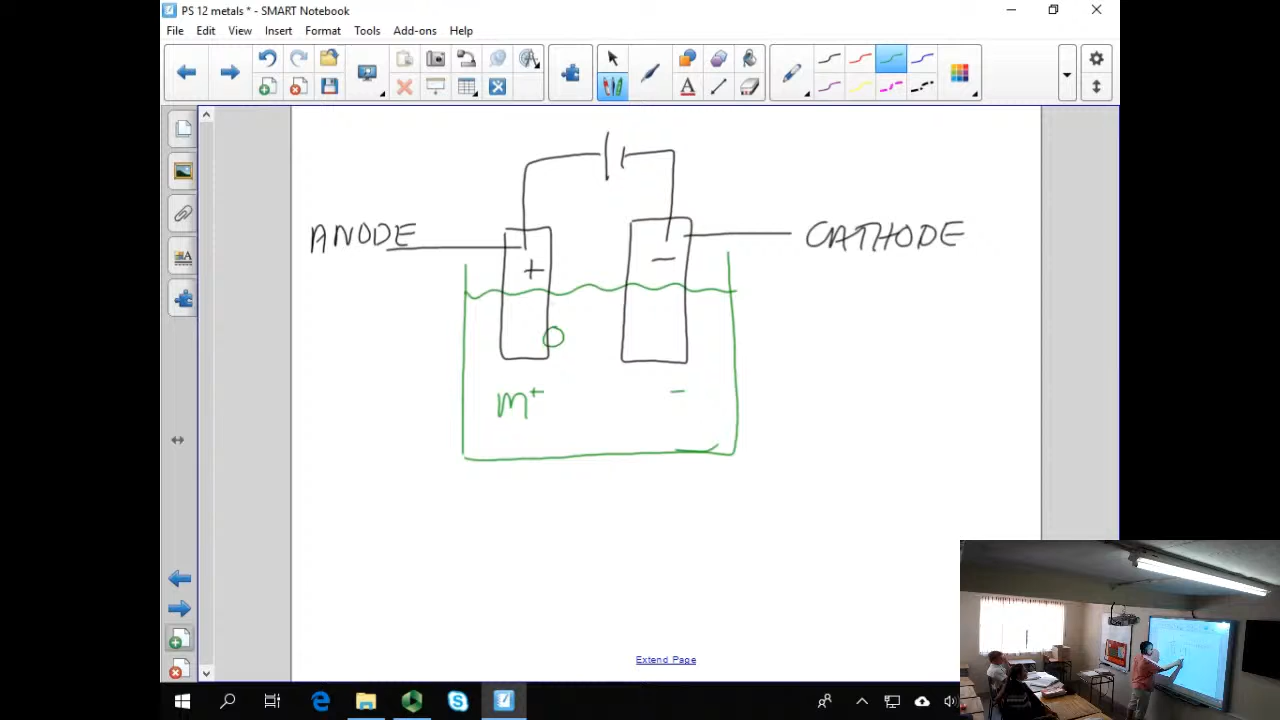 PS 12 metals * - SMART Notebook
File Edit View Insert Format Tools Add-ons Help
ANODE
CATHODE
+
−
m+
−
Extend Page